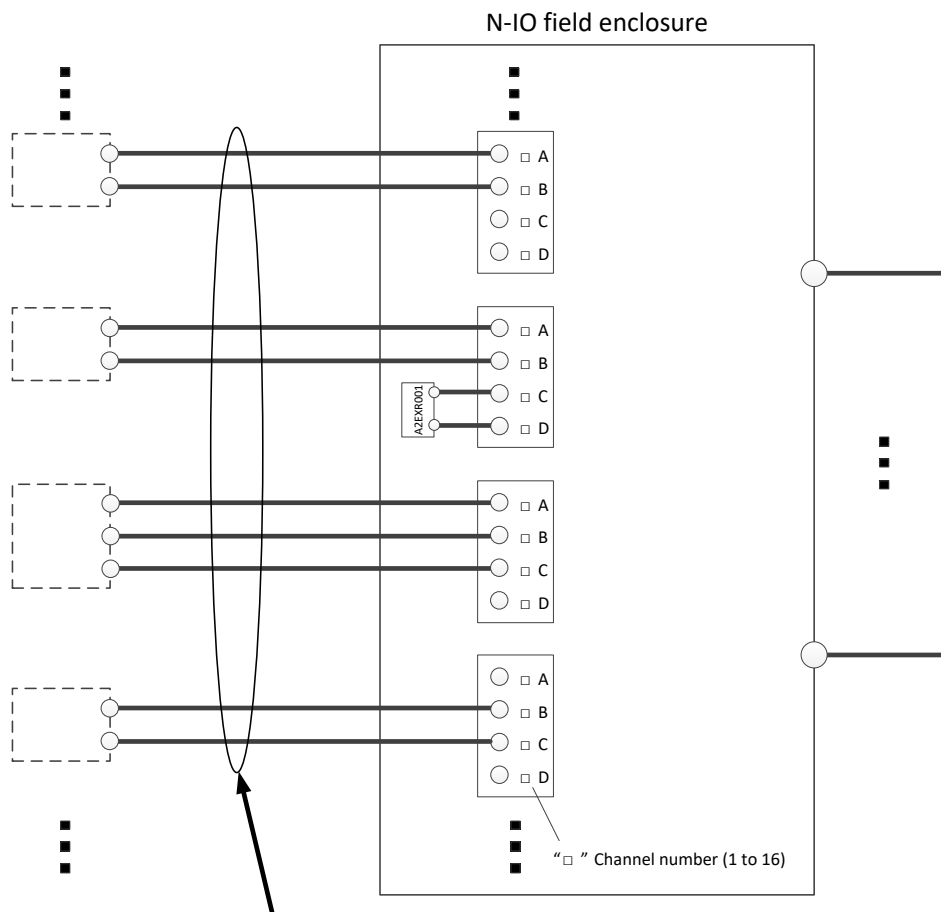 N-IO field enclosure
□ A
□ B
□ C
□ D
□ A
□ B
□ C
□ D
A2EXR001
□ A
□ B
□ C
□ D
□ A
□ B
□ C
□ D
“□ ” Channel number (1 to 16)